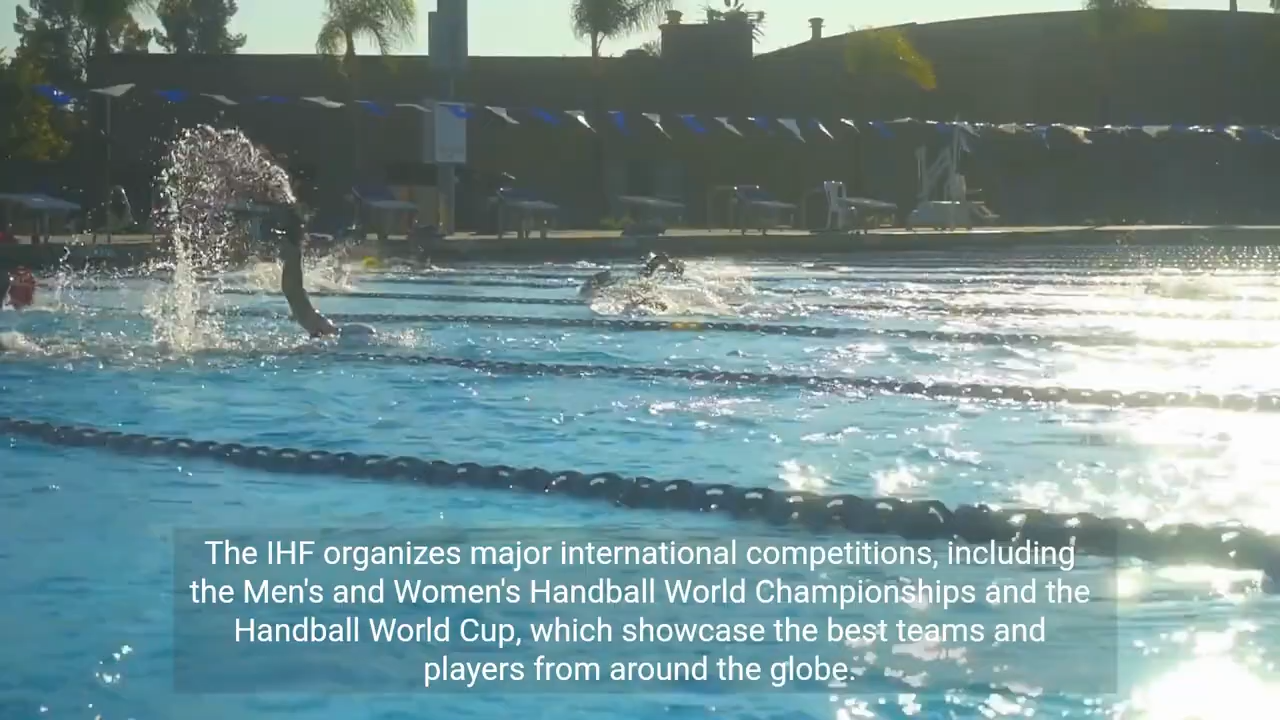 The IHF organizes major international competitions, including
the Men's and Women's Handball World Championships and the
Handball World Cup, which showcase the best teams and
players from around the globe.